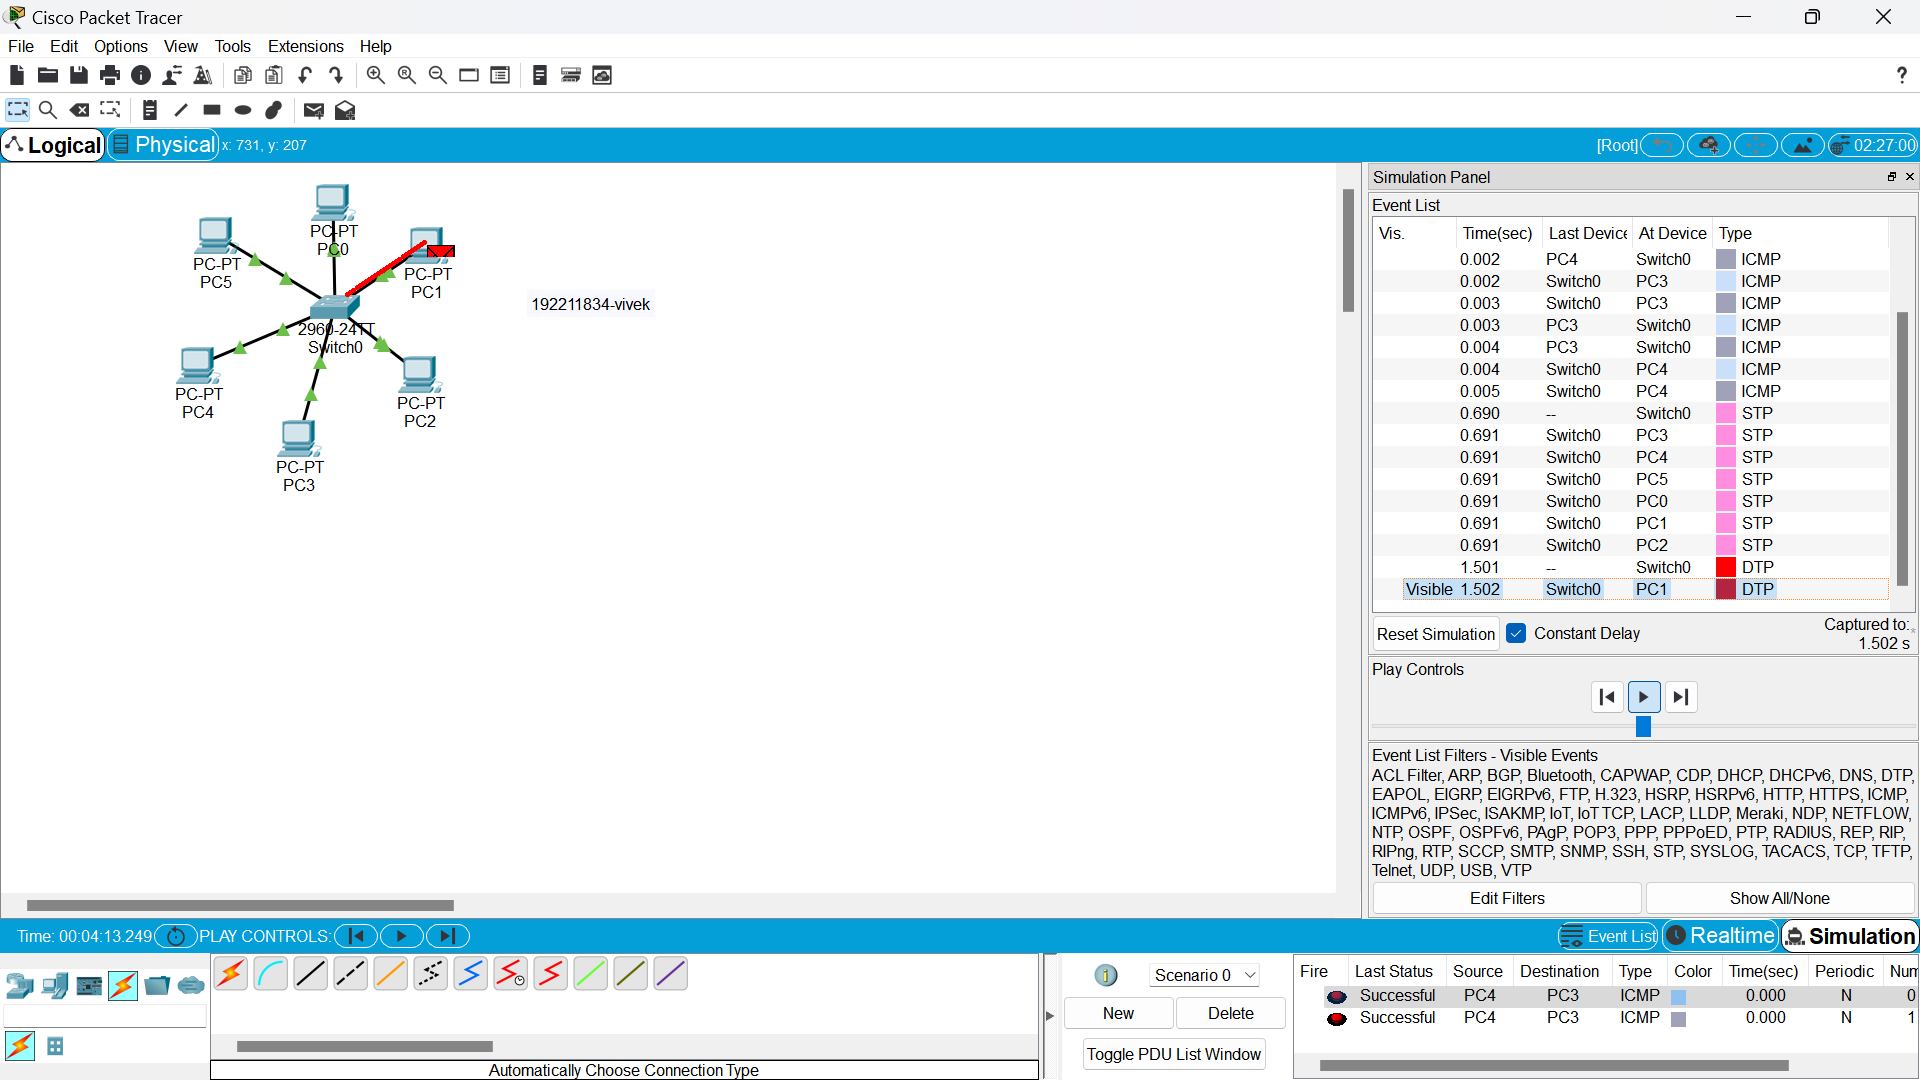 Cisco Packet Tracer
File Edit Options View Tools Extensions Help
?
Logical Physical x: 731, y: 207 [Root] 02:27:00
PC-PT
PC0
PC-PT
PC5
PC-PT
PC1
192211834-vivek
2960-24TT
Switch0
PC-PT
PC4
PC-PT
PC2
PC-PT
PC3
Simulation Panel
Event List
Vis. Time(sec) Last Device At Device Type
0.002 PC4 Switch0 ICMP
0.002 Switch0 PC3 ICMP
0.003 Switch0 PC3 ICMP
0.003 PC3 Switch0 ICMP
0.004 PC3 Switch0 ICMP
0.004 Switch0 PC4 ICMP
0.005 Switch0 PC4 ICMP
0.690 -- Switch0 STP
0.691 Switch0 PC3 STP
0.691 Switch0 PC4 STP
0.691 Switch0 PC5 STP
0.691 Switch0 PC0 STP
0.691 Switch0 PC1 STP
0.691 Switch0 PC2 STP
1.501 -- Switch0 DTP
Visible 1.502 Switch0 PC1 DTP
Reset Simulation Constant Delay Captured to:
1.502 s
Play Controls
Event List Filters - Visible Events
ACL Filter, ARP, BGP, Bluetooth, CAPWAP, CDP, DHCP, DHCPv6, DNS, DTP,
EAPOL, EIGRP, EIGRPv6, FTP, H.323, HSRP, HSRPv6, HTTP, HTTPS, ICMP,
ICMPv6, IPSec, ISAKMP, IoT, IoT TCP, LACP, LLDP, Meraki, NDP, NETFLOW,
NTP, OSPF, OSPFv6, PAgP, POP3, PPP, PPPoED, PTP, RADIUS, REP, RIP,
RIPng, RTP, SCCP, SMTP, SNMP, SSH, STP, SYSLOG, TACACS, TCP, TFTP,
Telnet, UDP, USB, VTP
Edit Filters Show All/None
Time: 00:04:13.249 PLAY CONTROLS: Event List Realtime Simulation
Automatically Choose Connection Type
Scenario 0
New Delete
Toggle PDU List Window
Fire Last Status Source Destination Type Color Time(sec) Periodic Num
Successful PC4 PC3 ICMP 0.000 N 0
Successful PC4 PC3 ICMP 0.000 N 1